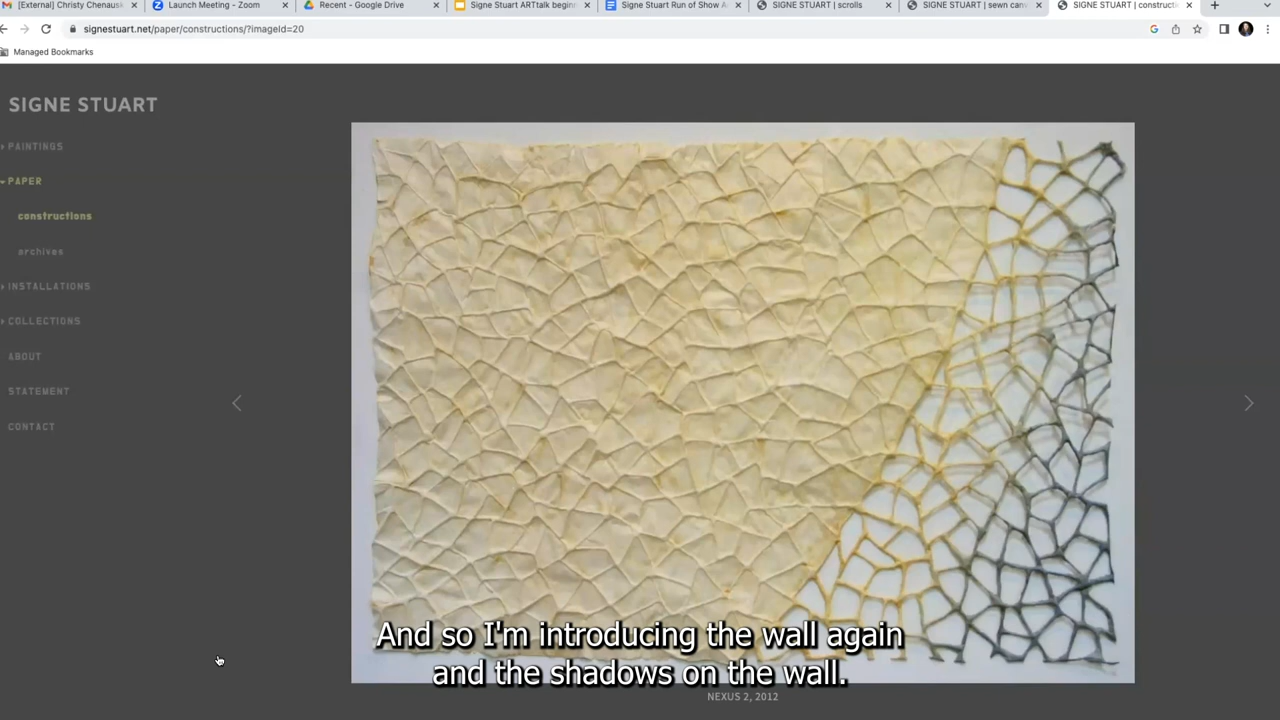 [External] Christy Chenausk
Launch Meeting - Zoom
Recent - Google Drive
Signe Stuart ARTalk beginn
Signe Stuart Run of Show A
SIGNE STUART | scrolls
SIGNE STUART | sewn canv
SIGNE STUART | constructi
signestuart.net/paper/constructions/?imageId=20
Managed Bookmarks
SIGNE STUART
PAINTINGS
PAPER
constructions
archives
INSTALLATIONS
COLLECTIONS
ABOUT
STATEMENT
CONTACT
And so I'm introducing the wall again
and the shadows on the wall.
NEXUS 2, 2012